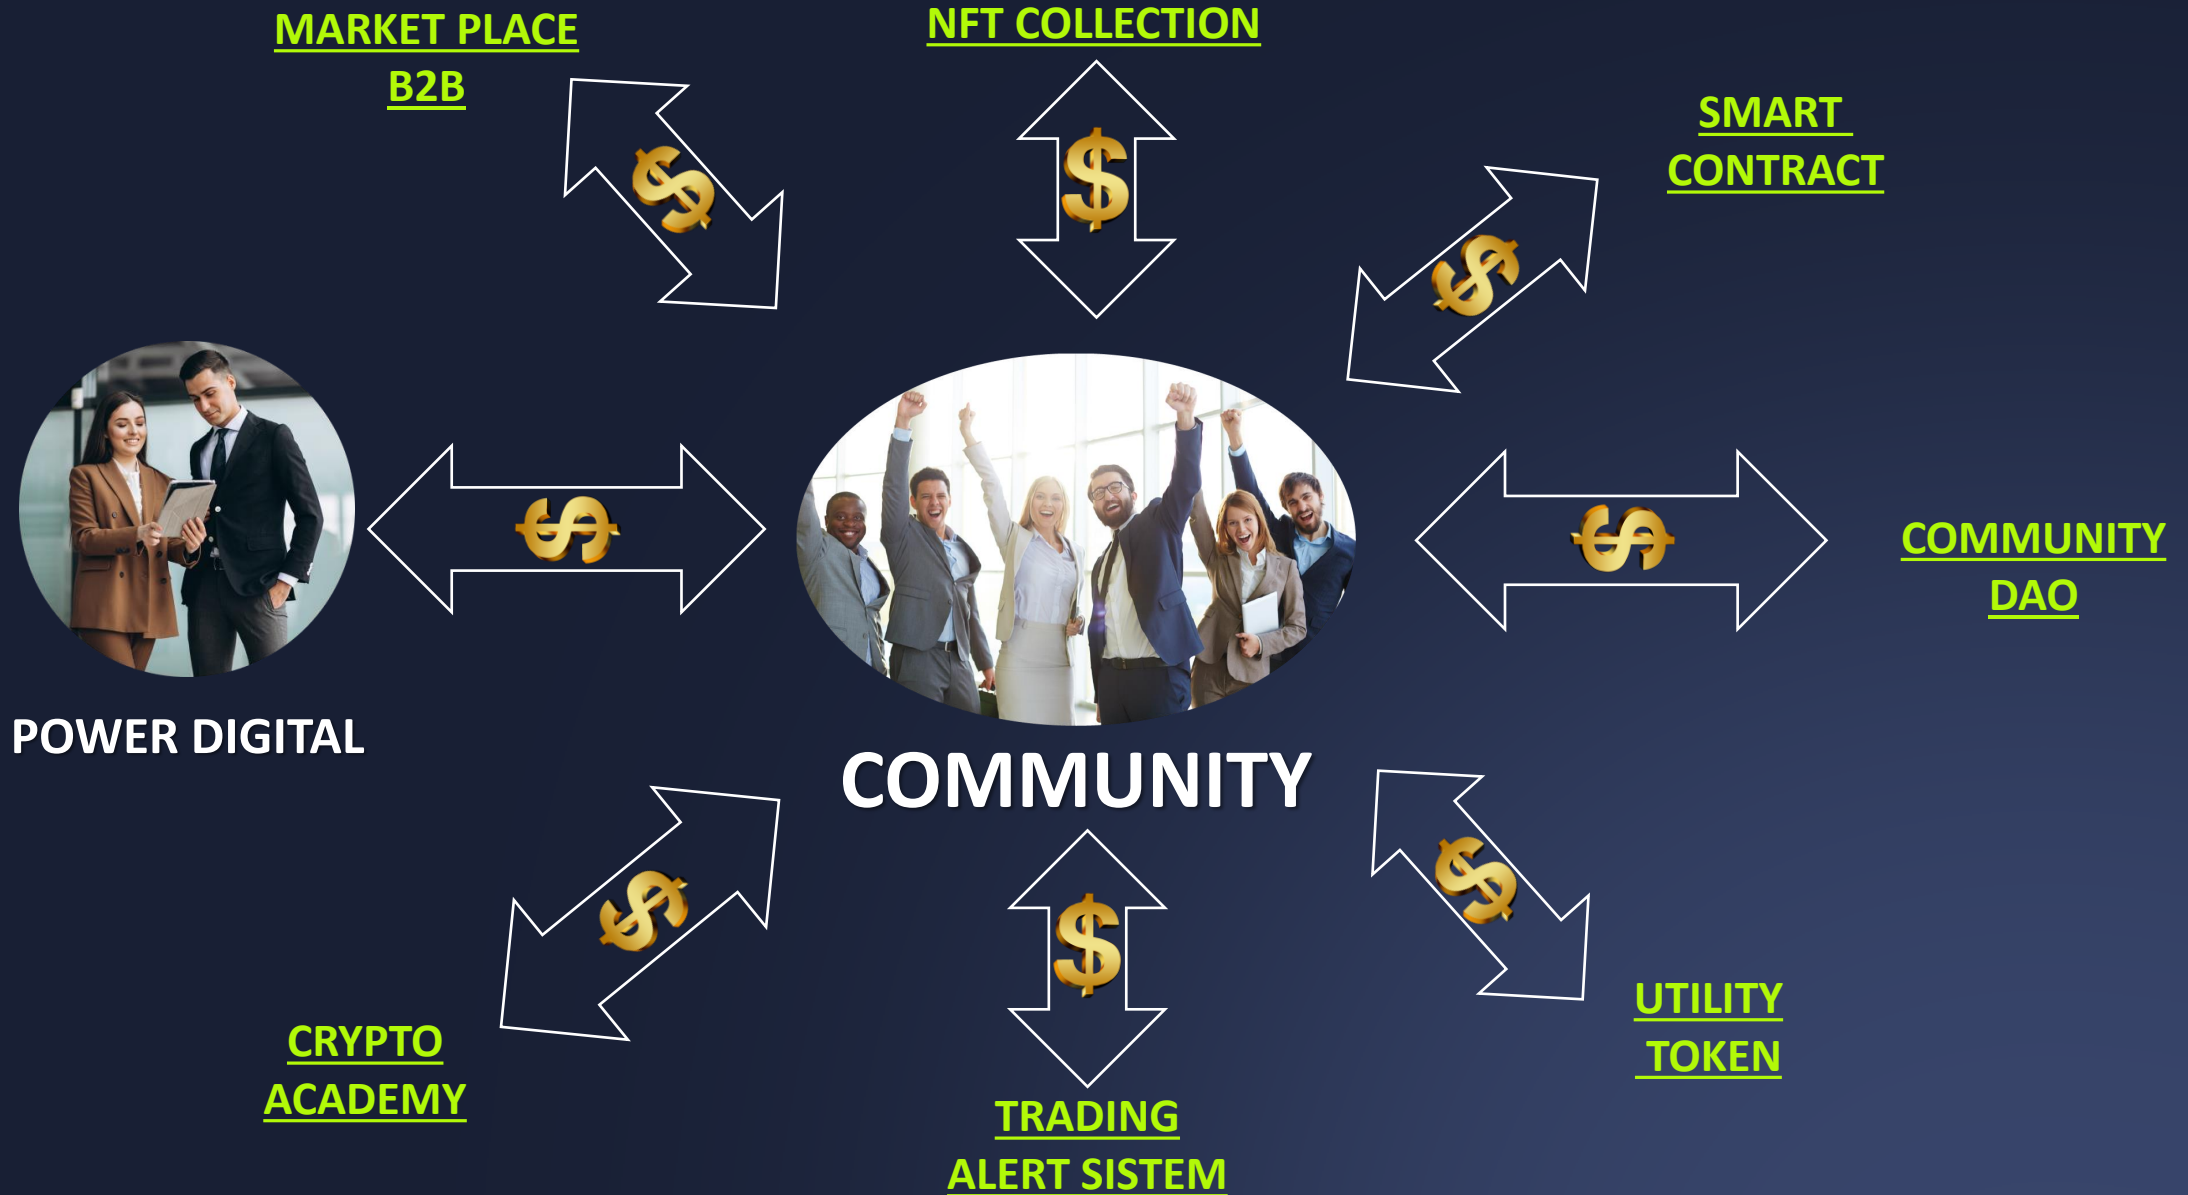 MARKET PLACE
B2B
NFT COLLECTION
SMART
CONTRACT
POWER DIGITAL
COMMUNITY
COMMUNITY
DAO
CRYPTO
ACADEMY
TRADING
ALERT SISTEM
UTILITY
TOKEN